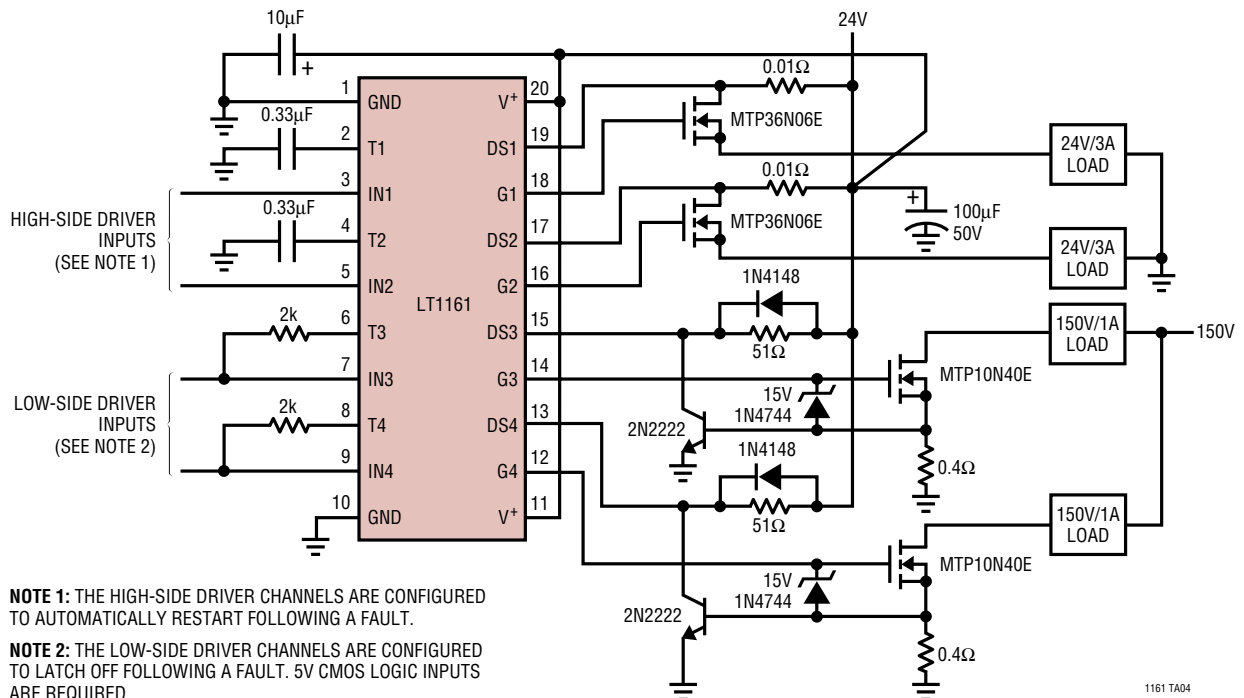 10µF
24V
0.01Ω
1
GND
V+
20
0.33µF
MTP36N06E
2
T1
DS1
19
24V/3A
LOAD
3
IN1
G1
18
0.01Ω
HIGH-SIDE DRIVER
INPUTS
(SEE NOTE 1)
0.33µF
4
T2
DS2
17
MTP36N06E
100µF
50V
5
IN2
G2
16
24V/3A
LOAD
LT1161
1N4148
2k
6
T3
DS3
15
51Ω
150V/1A
LOAD
150V
7
IN3
G3
14
MTP10N40E
LOW-SIDE DRIVER
INPUTS
(SEE NOTE 2)
2k
8
T4
DS4
13
15V
1N4744
2N2222
1N4148
9
IN4
G4
12
0.4Ω
10
GND
V+
11
51Ω
150V/1A
LOAD
MTP10N40E
15V
1N4744
2N2222
0.4Ω
NOTE 1: THE HIGH-SIDE DRIVER CHANNELS ARE CONFIGURED
TO AUTOMATICALLY RESTART FOLLOWING A FAULT.
NOTE 2: THE LOW-SIDE DRIVER CHANNELS ARE CONFIGURED
TO LATCH OFF FOLLOWING A FAULT. 5V CMOS LOGIC INPUTS
ARE REQUIRED
1161 TA04